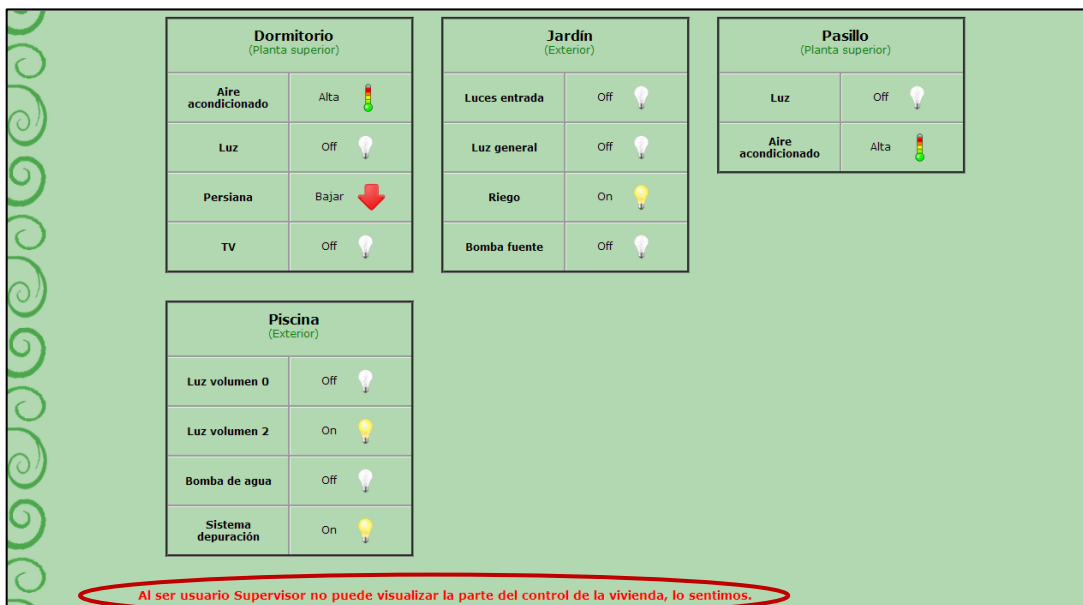 Dormitorio
(Planta superior)
Aire
acondicionado
Alta
Luz
Off
Persiana
Bajar
TV
Off
Jardín
(Exterior)
Luces entrada
Off
Luz general
Off
Riego
On
Bomba fuente
Off
Pasillo
(Planta superior)
Luz
Off
Aire
acondicionado
Alta
Piscina
(Exterior)
Luz volumen 0
Off
Luz volumen 2
On
Bomba de agua
Off
Sistema
depuración
On
Al ser usuario Supervisor no puede visualizar la parte del control de la vivienda, lo sentimos.